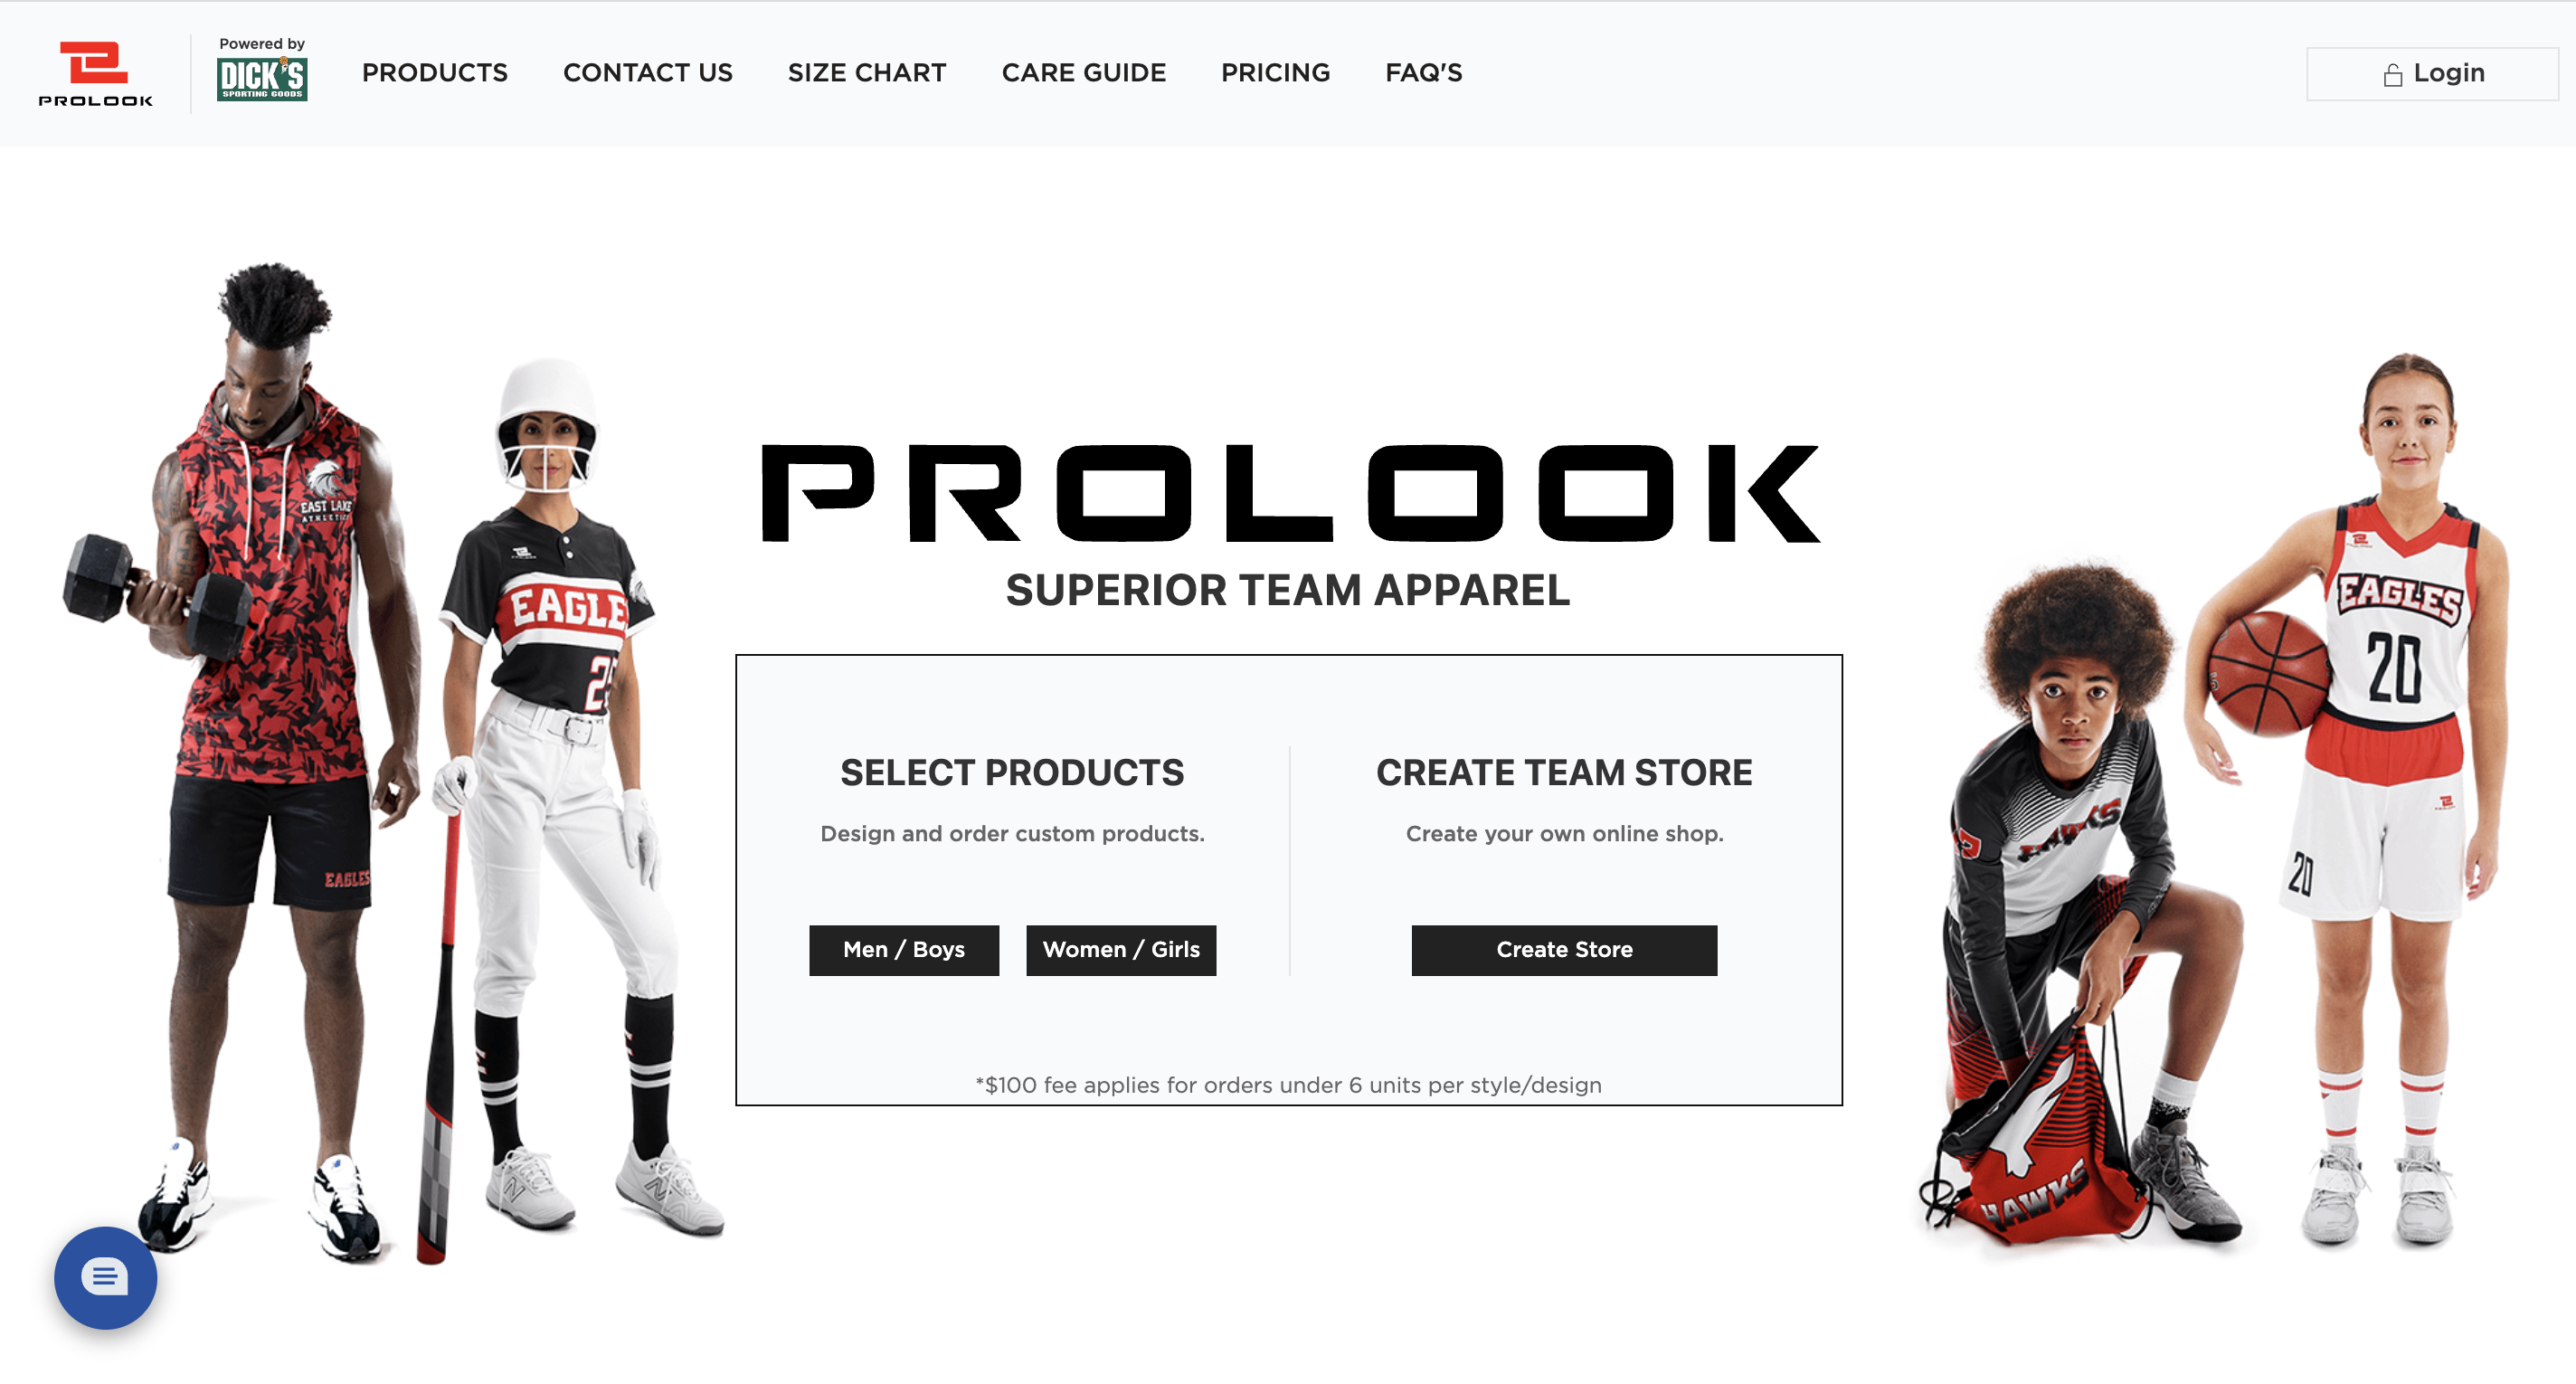 PROLOOK
Powered by
DICK'S
SPORTING GOODS
PRODUCTS
CONTACT US
SIZE CHART
CARE GUIDE
PRICING
FAQ'S
Login
EAST LAKE
ATHLETICS
EAGLES
EAGLE
2
PROLOOK
SUPERIOR TEAM APPAREL
SELECT PRODUCTS
Design and order custom products.
Men / Boys
Women / Girls
CREATE TEAM STORE
Create your own online shop.
Create Store
*$100 fee applies for orders under 6 units per style/design
HAWKS
HAWKS
EAGLES
20
20